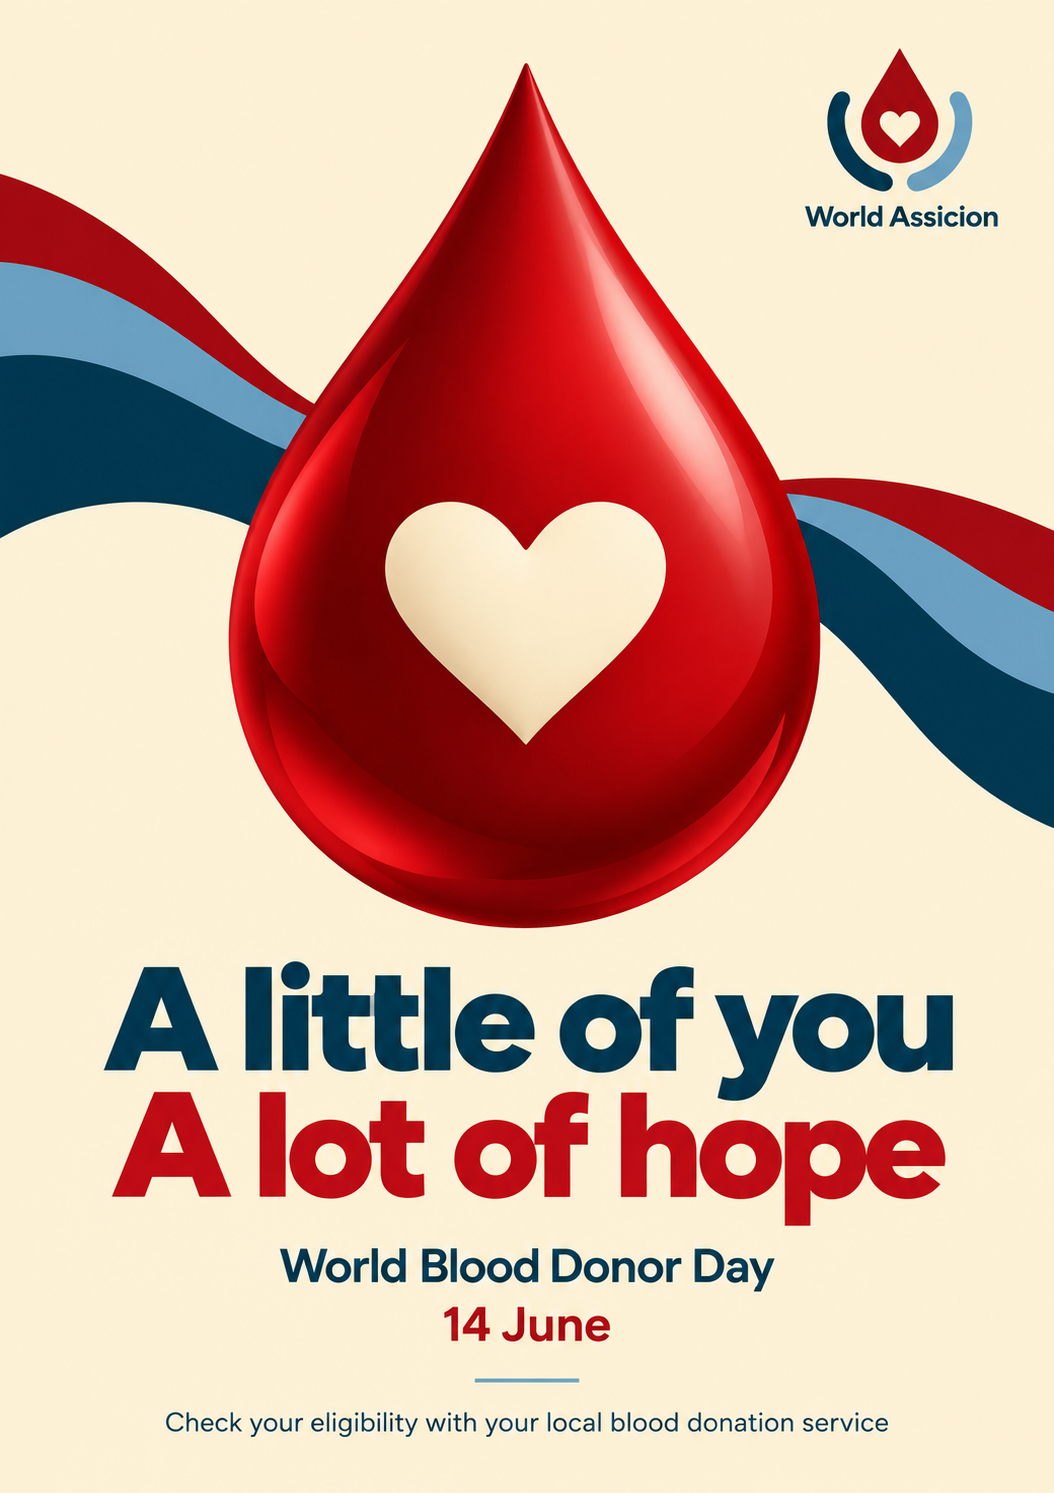 World Assicion
A little of you
A lot of hope
World Blood Donor Day
14 June
Check your eligibility with your local blood donation service